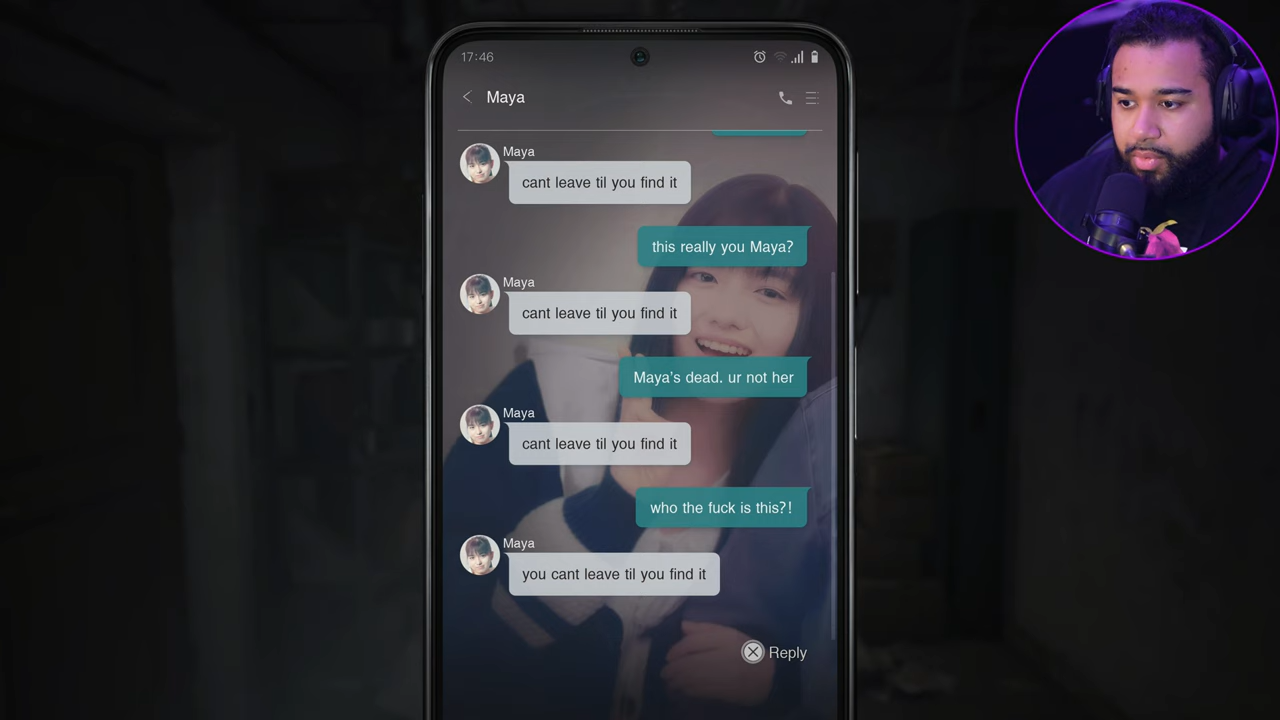 17:46
Maya
Maya
cant leave til you find it
this really you Maya?
Maya
cant leave til you find it
Maya's dead. ur not her
Maya
cant leave til you find it
who the fuck is this?!
Maya
you cant leave til you find it
Reply